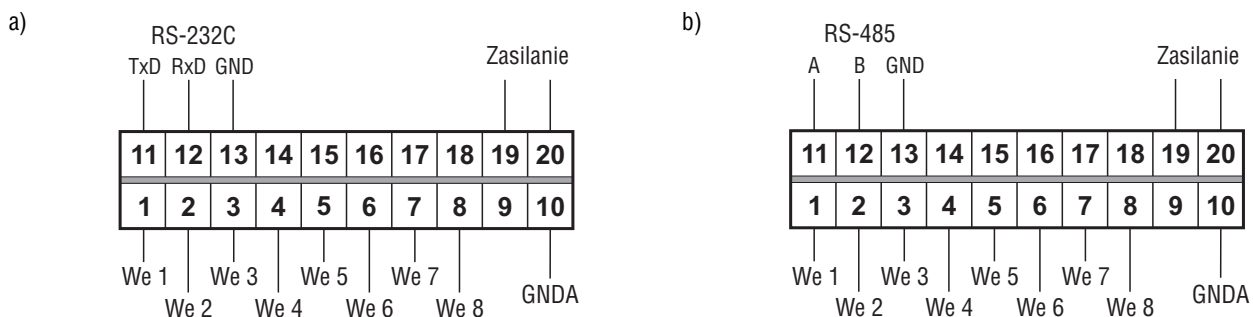 a)
RS-232C
TxD RxD GND
Zasilanie
11 12 13 14 15 16 17 18 19 20
1 2 3 4 5 6 7 8 9 10
We 1 We 3 We 5 We 7
We 2 We 4 We 6 We 8 GNDA
b)
RS-485
A B GND
Zasilanie
11 12 13 14 15 16 17 18 19 20
1 2 3 4 5 6 7 8 9 10
We 1 We 3 We 5 We 7
We 2 We 4 We 6 We 8 GNDA